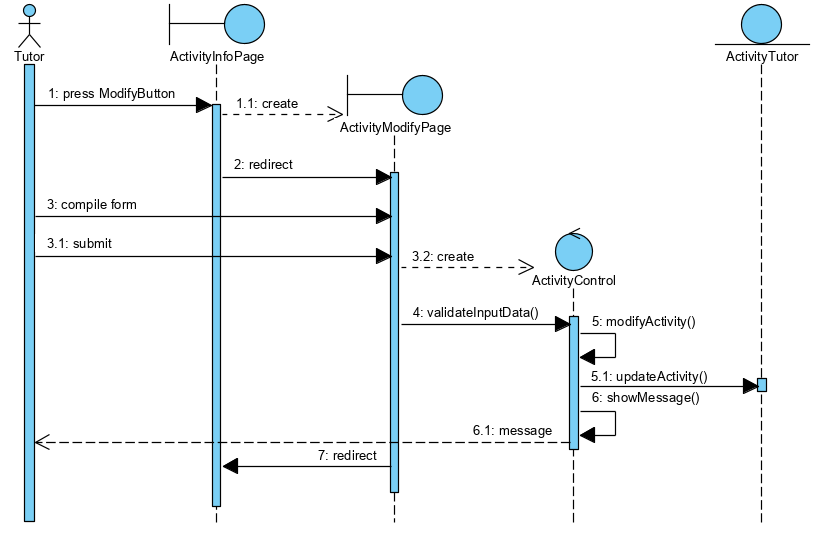 Tutor
ActivityInfoPage
ActivityTutor
1: press ModifyButton
1.1: create
ActivityModifyPage
2: redirect
3: compile form
3.1: submit
3.2: create
ActivityControl
4: validateInputData()
5: modifyActivity()
5.1: updateActivity()
6: showMessage()
6.1: message
7: redirect